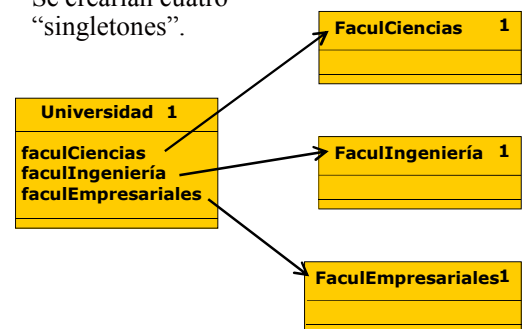 Se crearían cuatro
“singletones”.
FaculCiencias 1
Universidad 1
faculCiencias
faculIngeniería
faculEmpresariales
FaculIngeniería 1
FaculEmpresariales1